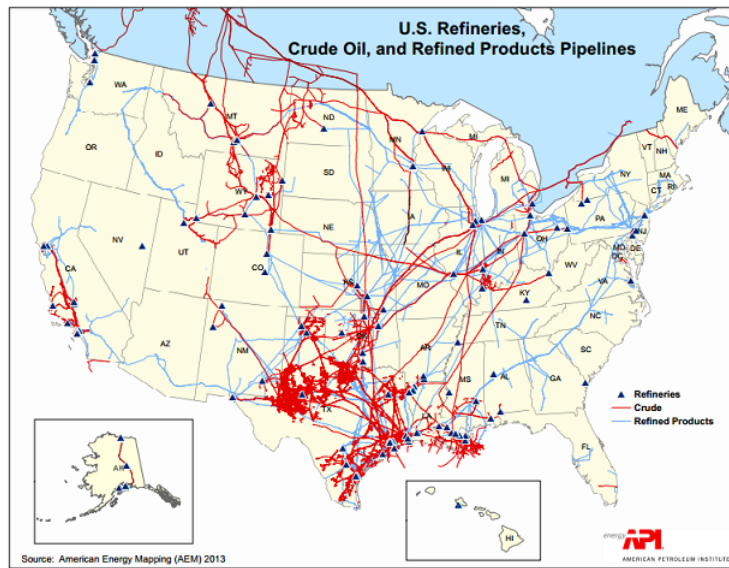 U.S. Refineries,
Crude Oil, and Refined Products Pipelines
WA
MT
ND
MN
MI
ME
VT
NH
OR
ID
SD
WI
MI
NY
MA
CT
RI
WY
IA
PA
NJ
NE
OH
MD
DE
DC
NV
UT
CO
IL
IN
WV
VA
CA
KS
MO
KY
NC
AZ
NM
OK
AR
TN
SC
MS
AL
GA
TX
LA
FL
Refineries
Crude
Refined Products
AK
HI
energy API
AMERICAN PETROLEUM INSTITUTE
Source: American Energy Mapping (AEM) 2013